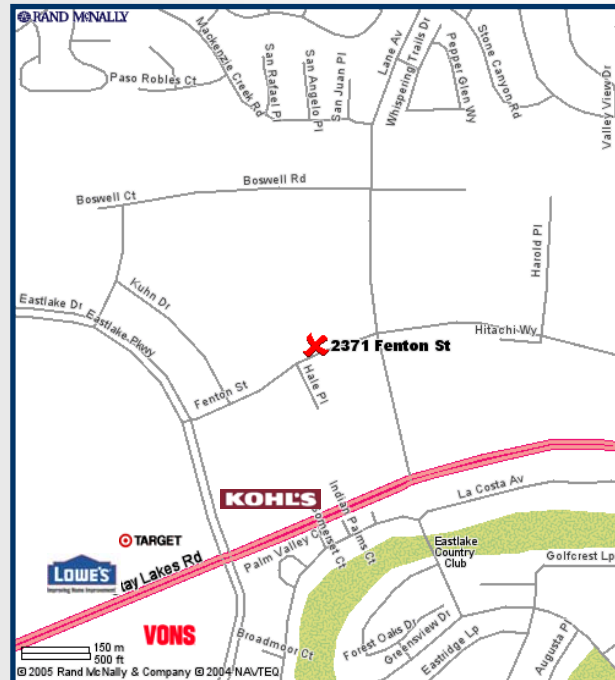 RAND McNALLY
Paso Robles Ct
Mackenzie Creek Rd
San Rafael Pl
San Angelo Pl
San Juan Pl
Lane Av
Whispering Trails Dr
Pepper Glen Wy
Stone Canyon Rd
Valley View Dr
Boswell Ct
Boswell Rd
Kuhn Dr
Harold Pl
Eastlake Dr
Eastlake Pkwy
Hitachi Wy
2371 Fenton St
Hale Pl
Fenton St
KOHL'S
La Costa Av
Indian Palms Ct
Somerset Ct
TARGET
Palm Valley C
Eastlake
Country
Club
Golfcrest Lp
LOWE'S
Improving Home Improvement
tay Lakes Rd
VONS
Broadmoor Ct
Forest Oaks Dr
Greensview Dr
Eastridge Lp
Augusta Pl
150 m
500 ft
© 2005 Rand McNally & Company © 2004 NAVTEQ